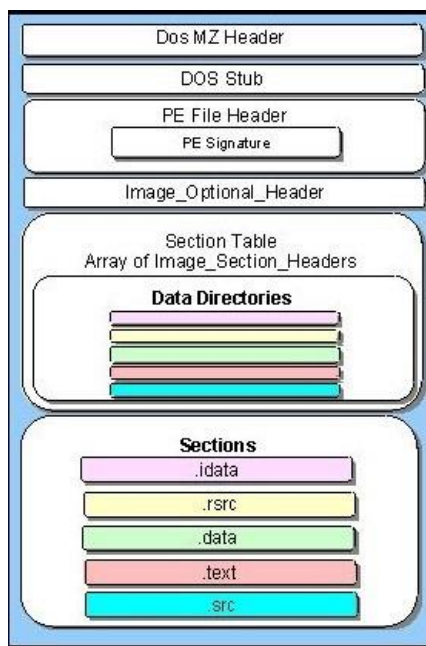 Dos MZ Header
DOS Stub
PE File Header
PE Signature
Image_Optional_Header
Section Table
Array of Image_Section_Headers
Data Directories
Sections
.idata
.rsrc
.data
.text
.src